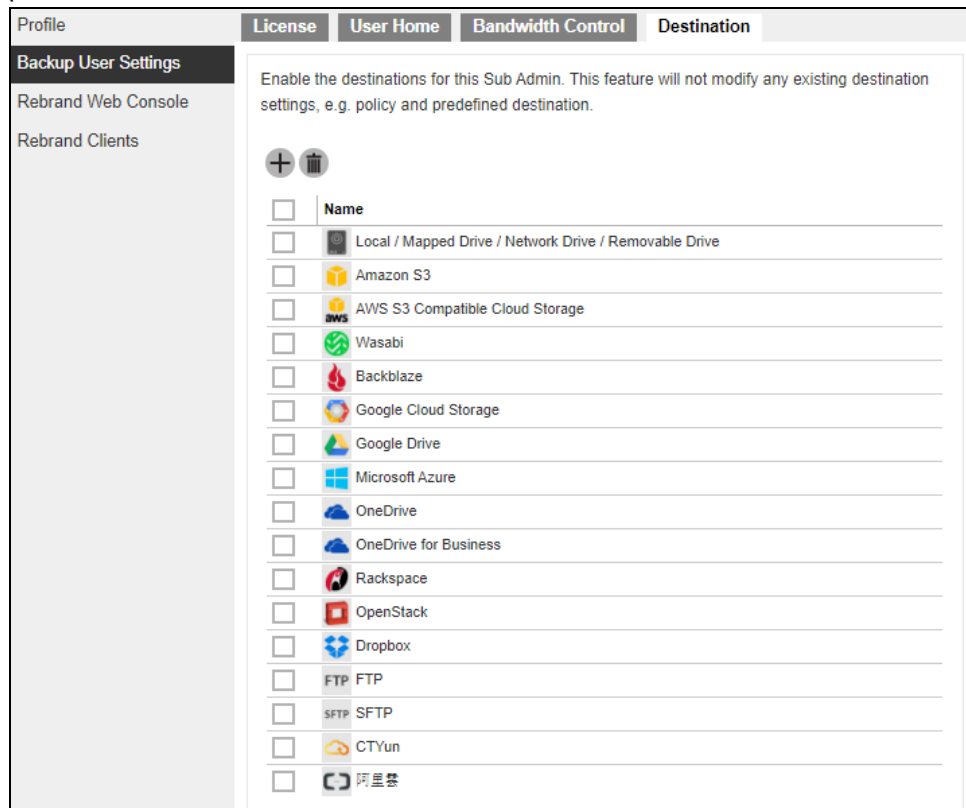 Profile
Backup User Settings
Rebrand Web Console
Rebrand Clients
License User Home Bandwidth Control Destination
Enable the destinations for this Sub Admin. This feature will not modify any existing destination
settings, e.g. policy and predefined destination.
Name
Local / Mapped Drive / Network Drive / Removable Drive
Amazon S3
aws AWS S3 Compatible Cloud Storage
Wasabi
Backblaze
Google Cloud Storage
Google Drive
Microsoft Azure
OneDrive
OneDrive for Business
Rackspace
OpenStack
Dropbox
FTP FTP
SFTP SFTP
CTYun
阿里雲